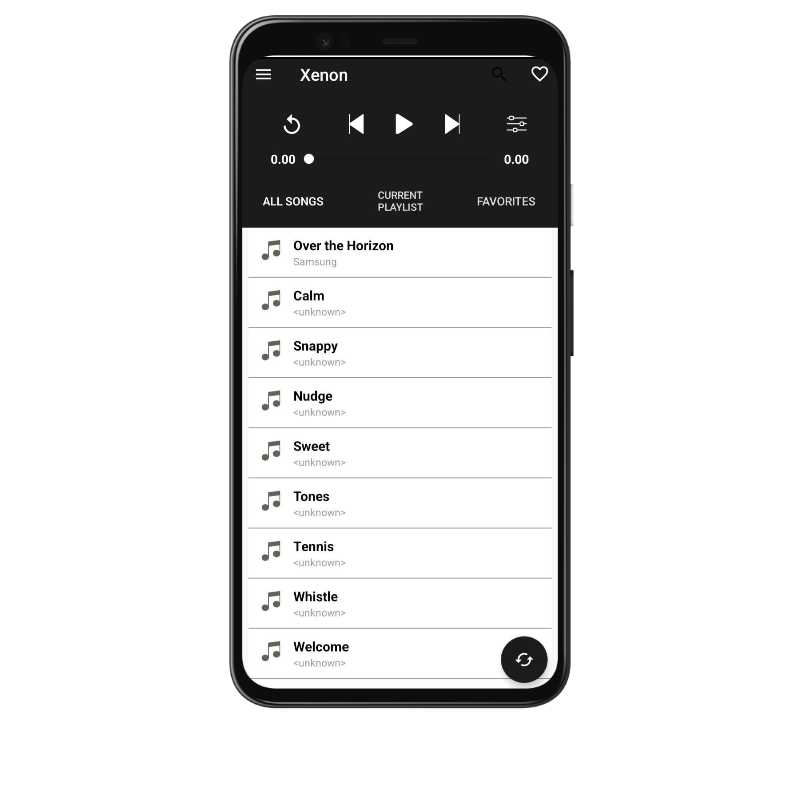 Xenon
0.00
0.00
ALL SONGS
CURRENT
PLAYLIST
FAVORITES
Over the Horizon
Samsung
Calm
<unknown>
Snappy
<unknown>
Nudge
<unknown>
Sweet
<unknown>
Tones
<unknown>
Tennis
<unknown>
Whistle
<unknown>
Welcome
<unknown>